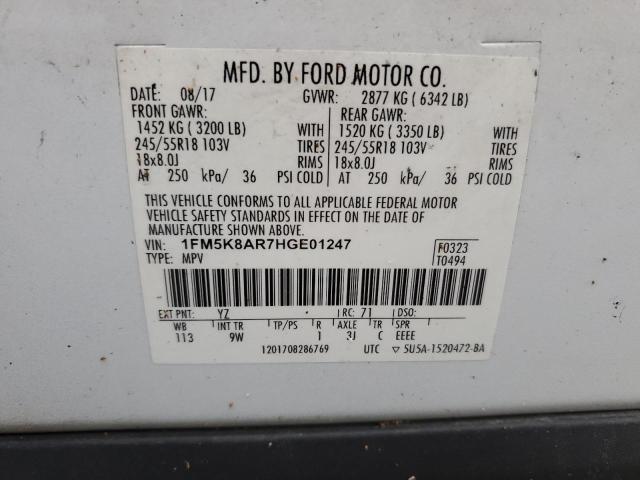 MFD. BY FORD MOTOR CO.
DATE: 08/17 GVWR: 2877 KG ( 6342 LB)
FRONT GAWR: REAR GAWR:
1452 KG ( 3200 LB) WITH 1520 KG ( 3350 LB) WITH
245/55R18 103V TIRES 245/55R18 103V TIRES
18x8.0J RIMS 18x8.0J RIMS
AT 250 kPa/ 36 PSI COLD AT 250 kPa/ 36 PSI COLD
THIS VEHICLE CONFORMS TO ALL APPLICABLE FEDERAL MOTOR
VEHICLE SAFETY STANDARDS IN EFFECT ON THE DATE OF
MANUFACTURE SHOWN ABOVE.
VIN: 1FM5K8AR7HGE01247 F0323
TYPE: MPV T0494
EXT PNT: YZ RC: 71 DSO:
WB INT TR TP/PS R AXLE TR SPR
113 9W 1 3J C EEEE
1201708286769 UTC ▽ 5U5A-1520472-BA